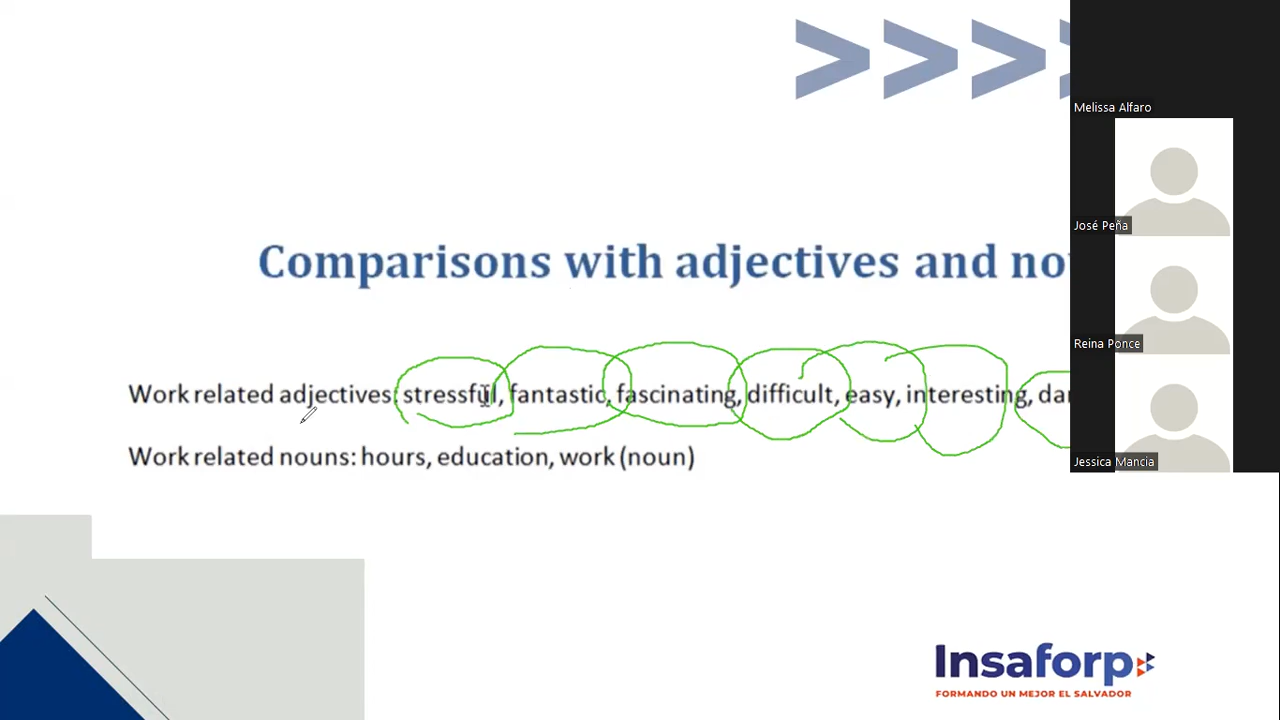 Melissa Alfaro
José Peña
Comparisons with adjectives and
Reina Ponce
Work related adjectives: stressful, fantastic, fascinating, difficult, easy, interesting,
Work related nouns: hours, education, work (noun)
Jessica Mancia
Insaforp
FORMANDO UN MEJOR EL SALVADOR